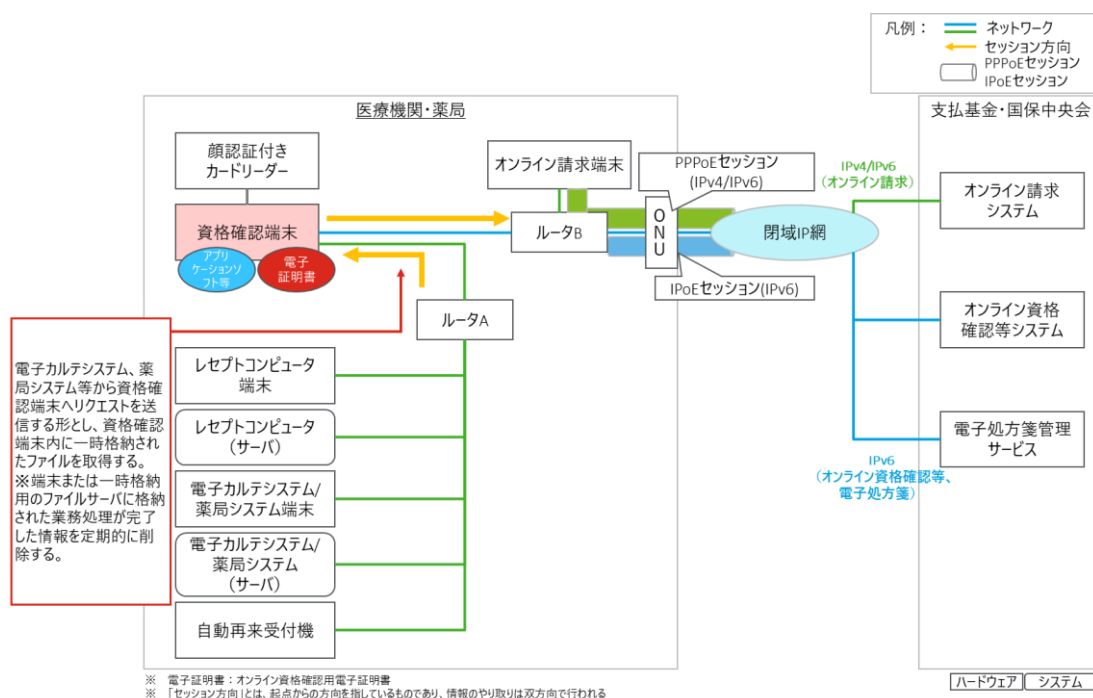 凡例：
ネットワーク
セッション方向
PPPoEセッション
IPoEセッション
医療機関・薬局
支払基金・国保中央会
顔認証付き
カードリーダー
資格確認端末
アプリ
ケーションソ
フト等
電子
証明書
オンライン請求端末
PPPoEセッション
(IPv4/IPv6)
ルータB
ONU
閉域IP網
IPoEセッション(IPv6)
IPv4/IPv6
（オンライン請求）
オンライン請求
システム
ルータA
オンライン資格
確認等システム
電子カルテシステム、薬
局システム等から資格確
認端末へリクエストを送
信する形とし、資格確認
端末内に一時格納され
たファイルを取得する。
※端末または一時格納
用のファイルサーバに格納
された業務処理が完了
した情報を定期的に削
除する。
レセプトコンピュータ
端末
レセプトコンピュータ
（サーバ）
電子カルテシステム/
薬局システム端末
電子カルテシステム/
薬局システム
（サーバ）
自動再来受付機
電子処方箋管理
サービス
IPv6
（オンライン資格確認等、
電子処方箋）
※　電子証明書：オンライン資格確認用電子証明書
※　「セッション方向」とは、起点からの方向を指しているものであり、情報のやり取りは双方向で行われる
ハードウェア
システム